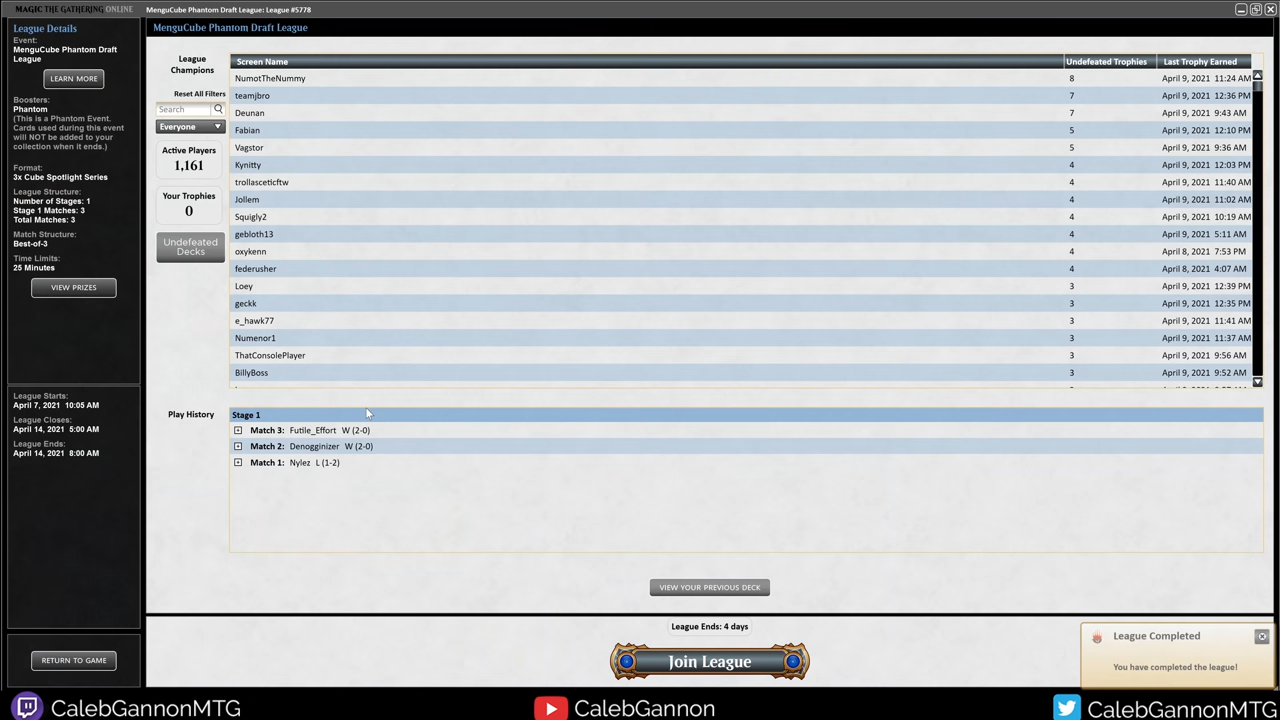 MAGIC THE GATHERING ONLINE
MenguCube Phantom Draft League: League #5778
League Details
Event:
MenguCube Phantom Draft
League
LEARN MORE
Boosters:
Phantom
(This is a Phantom Event.
Cards used during this event
will NOT be added to your
collection when it ends.)
Format:
3x Cube Spotlight Series
League Structure:
Number of Stages: 1
Stage 1 Matches: 3
Total Matches: 3
Match Structure:
Best-of-3
Time Limits:
25 Minutes
VIEW PRIZES
League Starts:
April 7, 2021 10:05 AM
League Closes:
April 14, 2021 5:00 AM
League Ends:
April 14, 2021 8:00 AM
RETURN TO GAME
MenguCube Phantom Draft League
League
Champions
Reset All Filters
Search
Everyone
Active Players
1,161
Your Trophies
0
Undefeated
Decks
Screen Name Undefeated Trophies Last Trophy Earned
NumotTheNummy 8 April 9, 2021 11:24 AM
teamjbro 7 April 9, 2021 12:36 PM
Deunan 7 April 9, 2021 9:43 AM
Fabian 5 April 9, 2021 12:10 PM
Vagstor 5 April 9, 2021 9:36 AM
Kynitty 4 April 9, 2021 12:03 PM
trollasceticftw 4 April 9, 2021 11:40 AM
Jollem 4 April 9, 2021 11:02 AM
Squigly2 4 April 9, 2021 10:19 AM
gebloth13 4 April 9, 2021 5:11 AM
oxykenn 4 April 8, 2021 7:53 PM
federusher 4 April 8, 2021 4:07 AM
Loey 3 April 9, 2021 12:39 PM
geckk 3 April 9, 2021 12:35 PM
e_hawk77 3 April 9, 2021 11:41 AM
Numenor1 3 April 9, 2021 11:37 AM
ThatConsolePlayer 3 April 9, 2021 9:56 AM
BillyBoss 3 April 9, 2021 9:52 AM
Play History
Stage 1
Match 3: Futile_Effort W (2-0)
Match 2: Denogginizer W (2-0)
Match 1: Nylez L (1-2)
VIEW YOUR PREVIOUS DECK
League Ends: 4 days
Join League
League Completed
You have completed the league!
CalebGannonMTG
CalebGannon
CalebGannonMTG